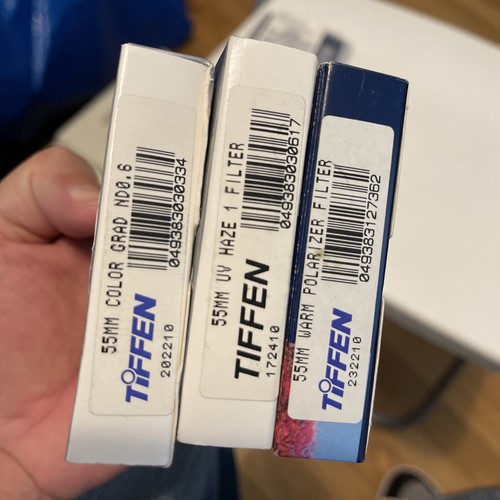 55MM COLOR GRAD ND0.6
049383030334
TIFFEN
202210
55MM UV HAZE 1 FILTER
049383030617
TIFFEN
172410
55MM WARM POLARIZER FILTER
049383127362
TIFFEN
232210